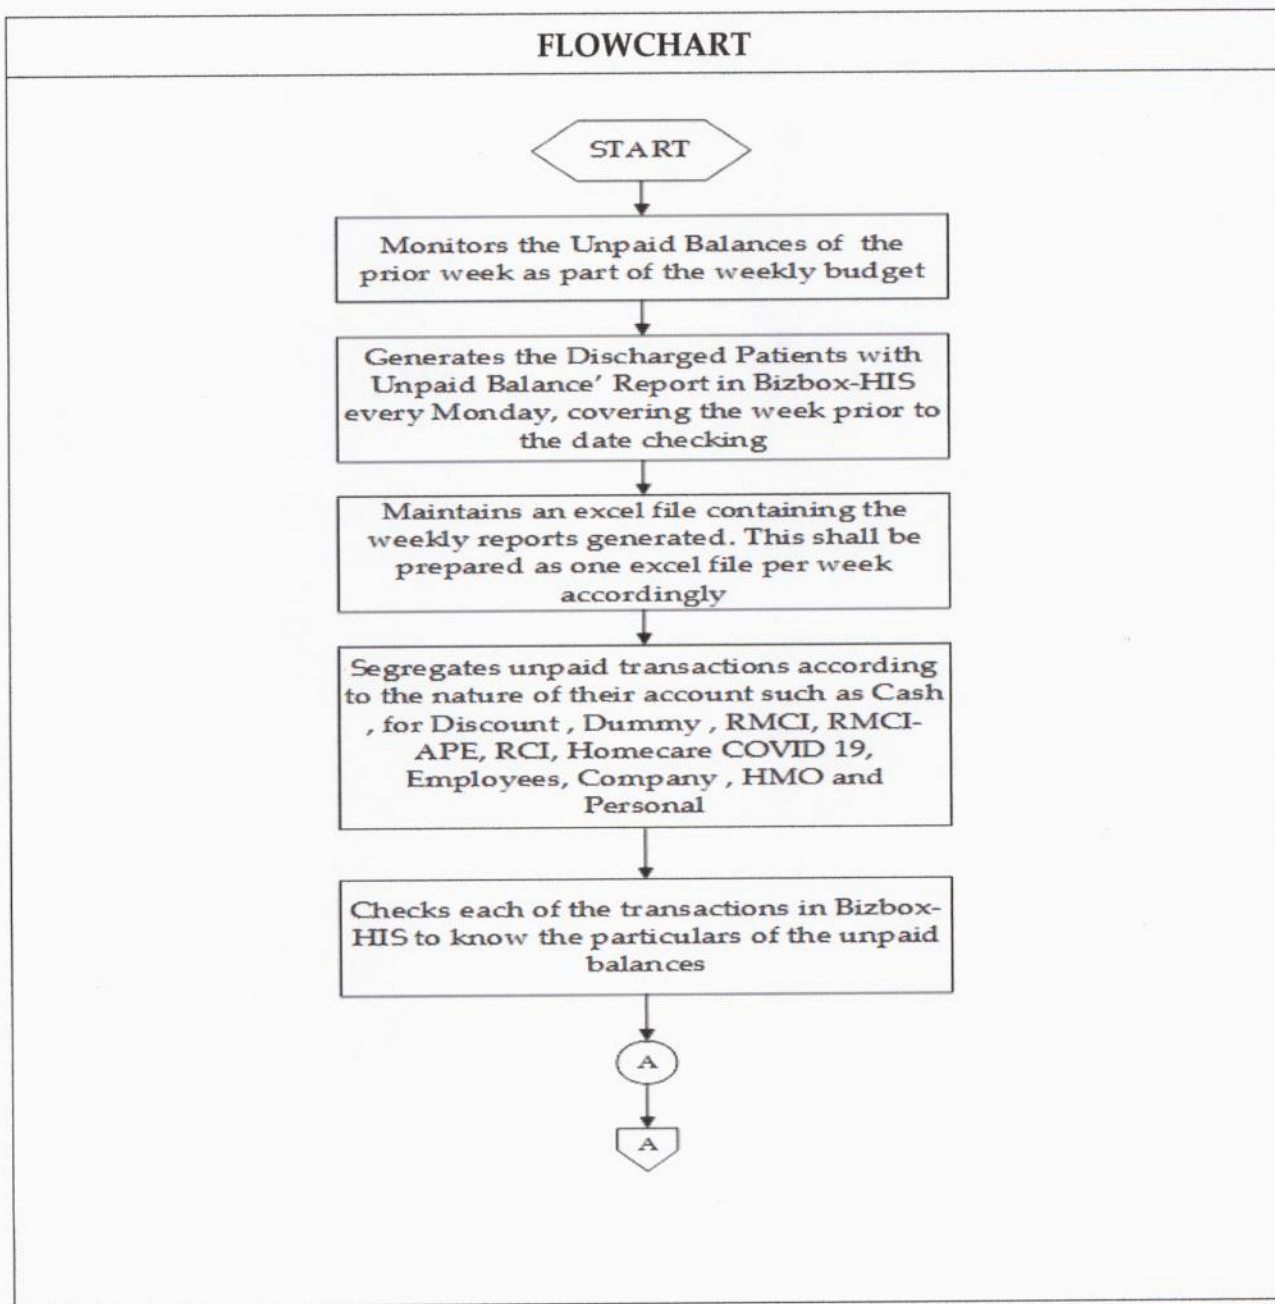 FLOWCHART
START
Monitors the Unpaid Balances of the
prior week as part of the weekly budget
Generates the Discharged Patients with
Unpaid Balance' Report in Bizbox-HIS
every Monday, covering the week prior to
the date checking
Maintains an excel file containing the
weekly reports generated. This shall be
prepared as one excel file per week
accordingly
Segregates unpaid transactions according
to the nature of their account such as Cash
, for Discount , Dummy , RMCI, RMCI-
APE, RCI, Homecare COVID 19,
Employees, Company , HMO and
Personal
Checks each of the transactions in Bizbox-
HIS to know the particulars of the unpaid
balances
A
A